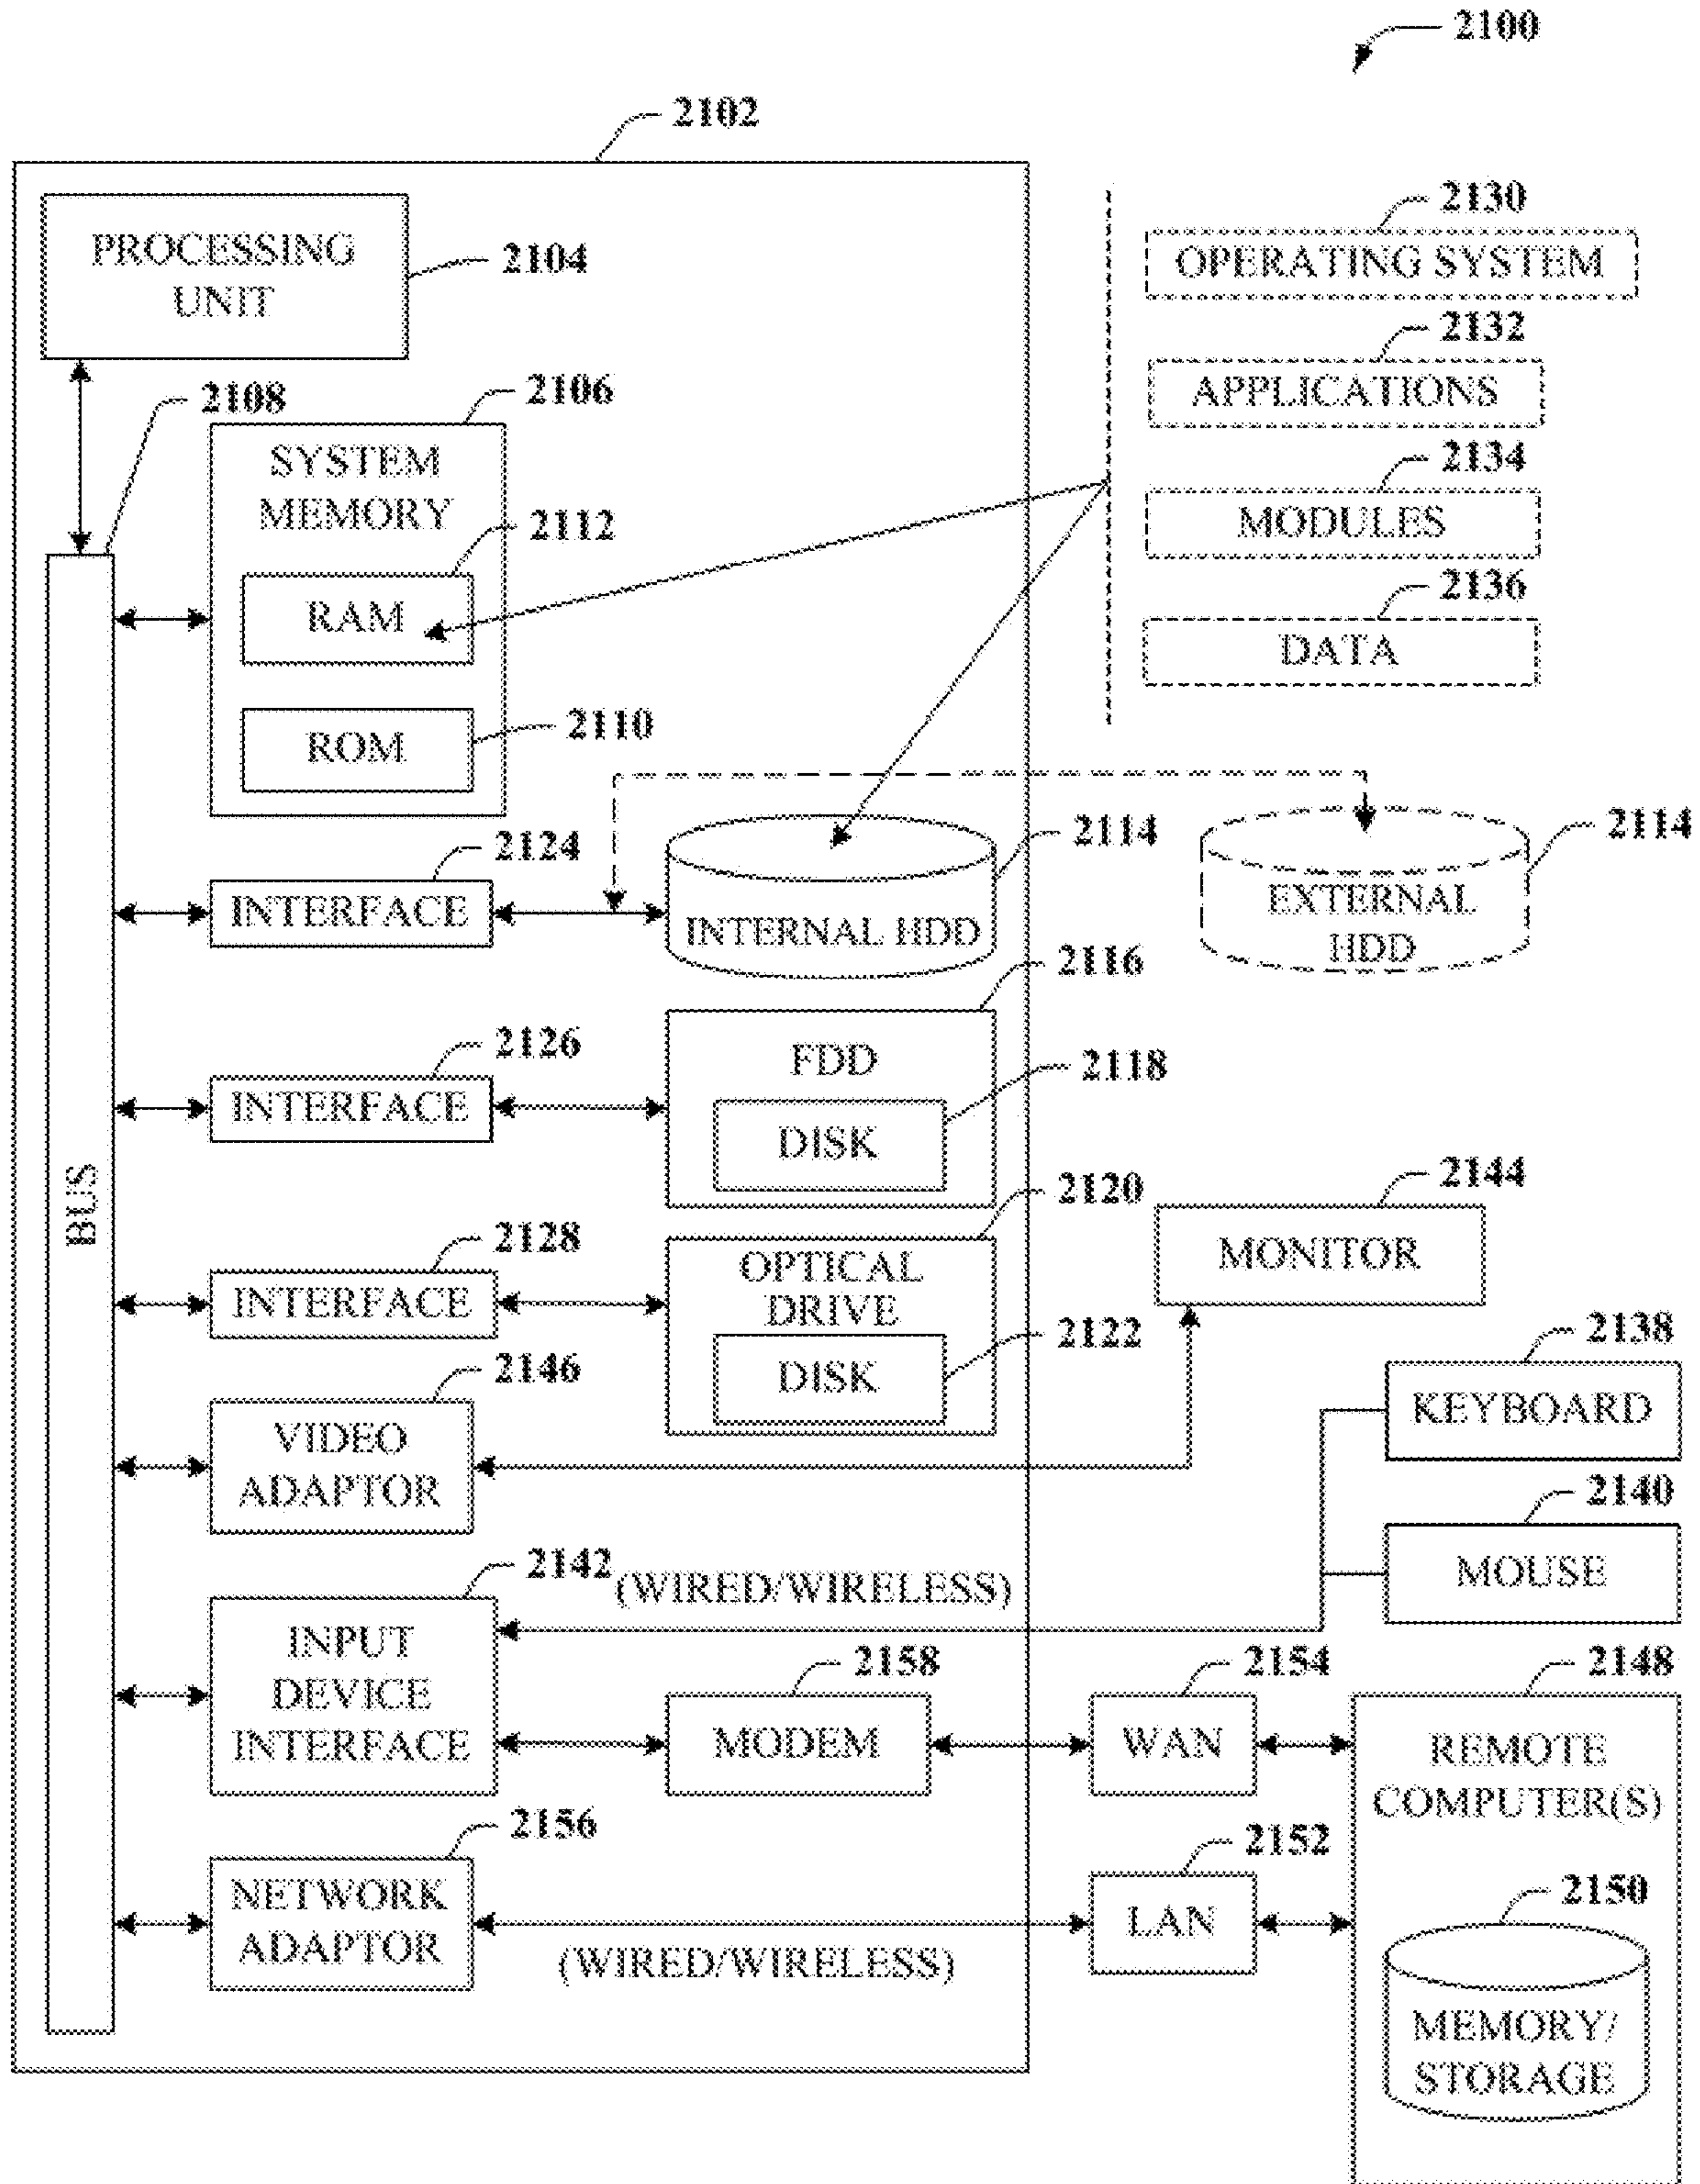 2100
2102
PROCESSING
UNIT
2104
2130
OPERATING SYSTEM
2132
APPLICATIONS
2134
MODULES
2136
DATA
2108
2106
SYSTEM
MEMORY
2112
RAM
2110
ROM
BUS
2124
INTERFACE
2114
INTERNAL HDD
2114
EXTERNAL
HDD
2126
INTERFACE
2116
FDD
2118
DISK
2128
INTERFACE
2120
OPTICAL
DRIVE
2122
DISK
2144
MONITOR
2146
VIDEO
ADAPTOR
2138
KEYBOARD
2140
MOUSE
2142
(WIRED/WIRELESS)
INPUT
DEVICE
INTERFACE
2158
MODEM
2154
WAN
2148
REMOTE
COMPUTER(S)
2156
NETWORK
ADAPTOR
(WIRED/WIRELESS)
2152
LAN
2150
MEMORY/
STORAGE